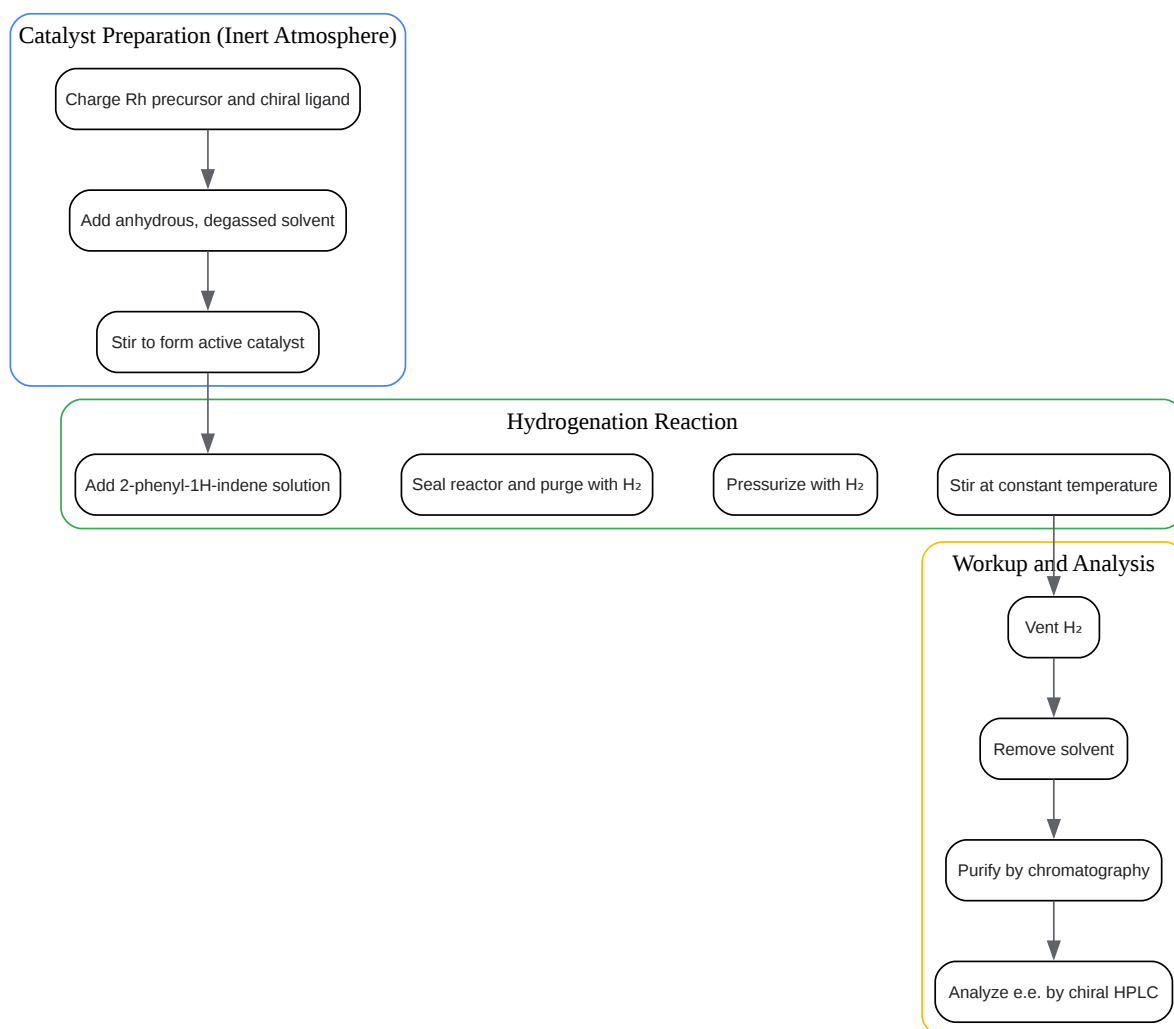 Catalyst Preparation (Inert Atmosphere)
Charge Rh precursor and chiral ligand
Add anhydrous, degassed solvent
Stir to form active catalyst
Hydrogenation Reaction
Add 2-phenyl-1H-indene solution
Seal reactor and purge with H₂
Pressurize with H₂
Stir at constant temperature
Workup and Analysis
Vent H₂
Remove solvent
Purify by chromatography
Analyze e.e. by chiral HPLC